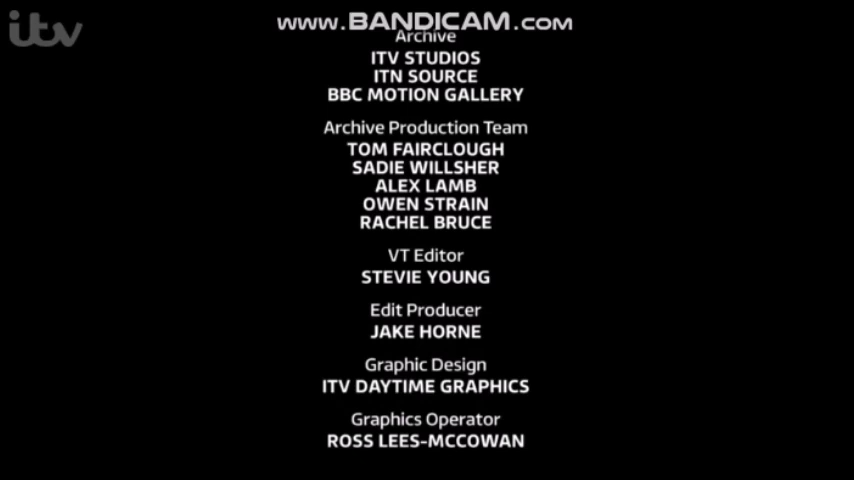 itv
WWW.BANDICAM.COM
Archive
ITV STUDIOS
ITN SOURCE
BBC MOTION GALLERY
Archive Production Team
TOM FAIRCLOUGH
SADIE WILLSHER
ALEX LAMB
OWEN STRAIN
RACHEL BRUCE
VT Editor
STEVIE YOUNG
Edit Producer
JAKE HORNE
Graphic Design
ITV DAYTIME GRAPHICS
Graphics Operator
ROSS LEES-MCCOWAN